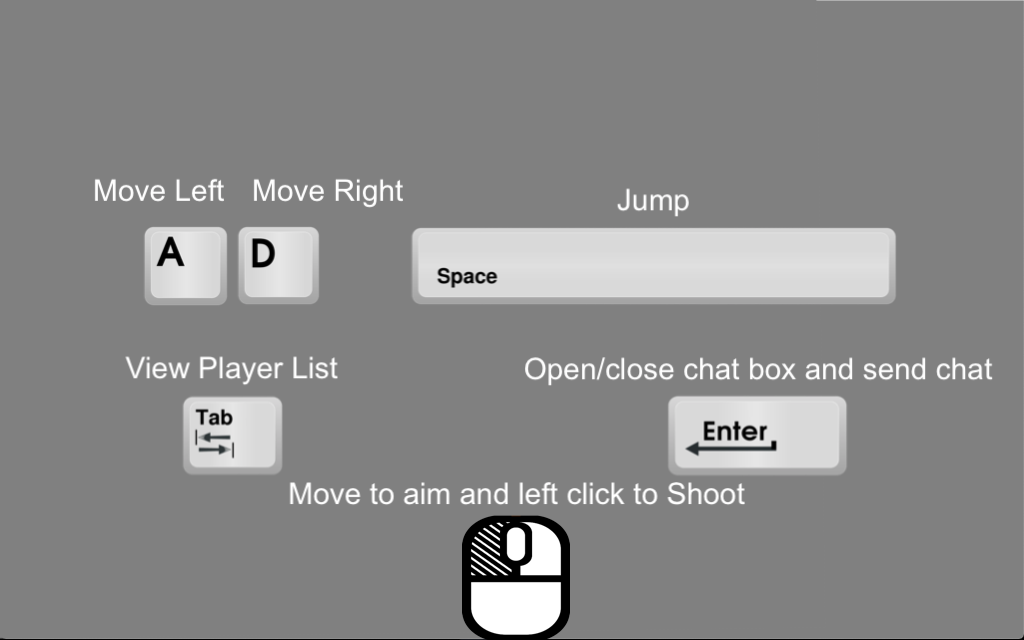 Move Left Move Right
Jump
A D
Space
View Player List
Open/close chat box and send chat
Tab
Enter
Move to aim and left click to Shoot